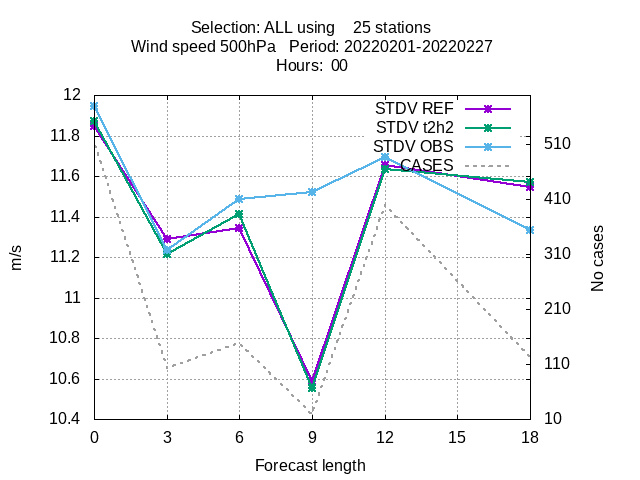 Selection: ALL using    25 stations
Wind speed 500hPa   Period: 20220201-20220227
Hours:  00
STDV REF
STDV t2h2
STDV OBS
CASES
12
11.8
11.6
11.4
11.2
11
10.8
10.6
10.4
m/s
510
410
310
210
110
10
No cases
0 3 6 9 12 15 18
Forecast length